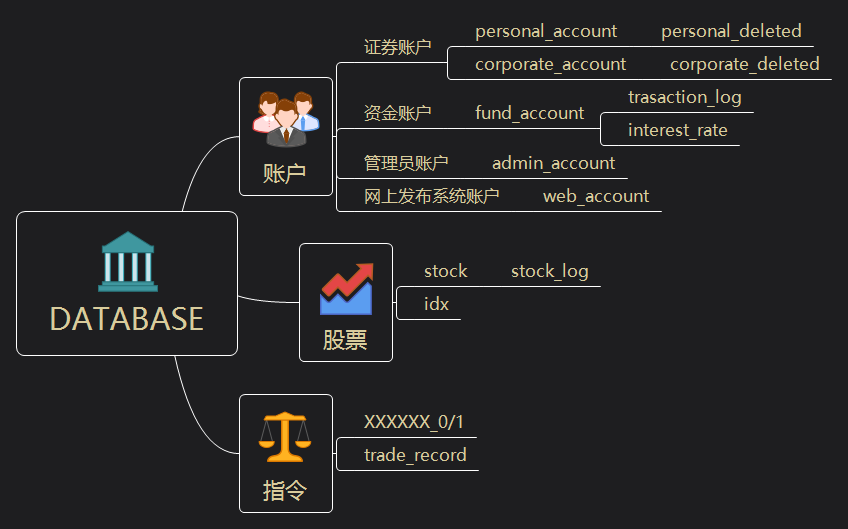 DATABASE
账户
证券账户
personal_account personal_deleted
corporate_account corporate_deleted
资金账户 fund_account
trasaction_log
interest_rate
管理员账户 admin_account
网上发布系统账户 web_account
股票
stock stock_log
idx
指令
XXXXXX_0/1
trade_record